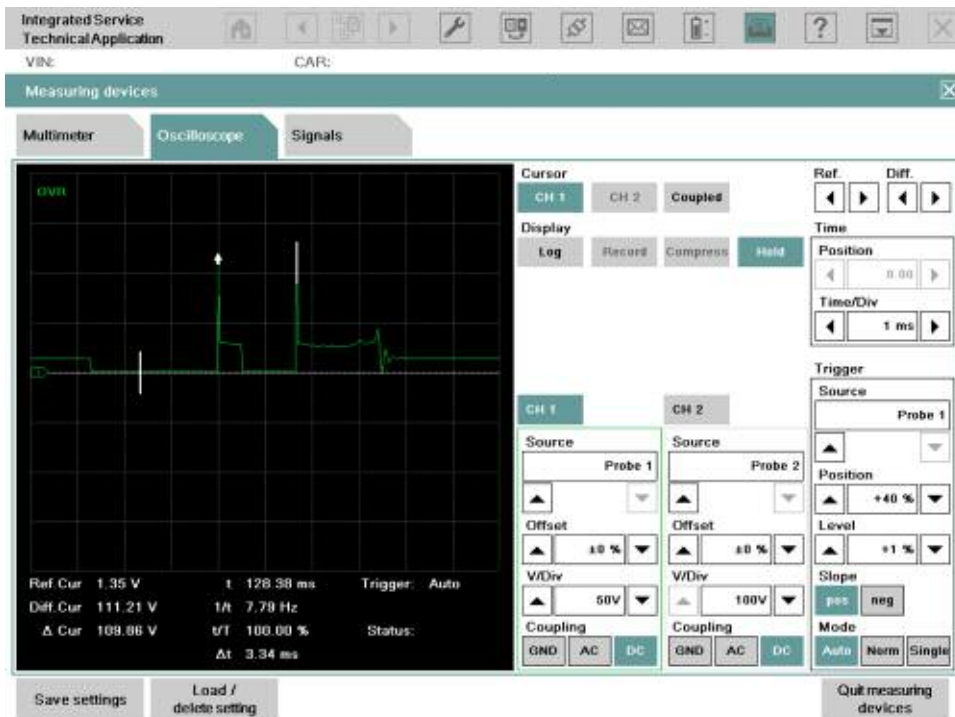 Integrated Service
Technical Application
VIN: CAR:
Measuring devices
Multimeter Oscilloscope Signals
OVR
1
Cursor
CH 1 CH 2 Coupled
Display
Log Record Compress Hold
Ref. Diff.
Time
Position
0.00
Time/Div
1 ms
Trigger
Source
Probe 1
Position
+40 %
Level
+1 %
Slope
pos neg
Mode
Auto Norm Single
CH 1
Source
Probe 1
Offset
±0 %
V/Div
50V
Coupling
GND AC DC
CH 2
Source
Probe 2
Offset
±0 %
V/Div
100V
Coupling
GND AC DC
Ref.Cur 1.35 V t 128.38 ms Trigger: Auto
Diff.Cur 111.21 V 1/t 7.79 Hz
Δ Cur 109.86 V t/T 100.00 % Status:
Δt 3.34 ms
Save settings
Load /
delete setting
Quit measuring
devices